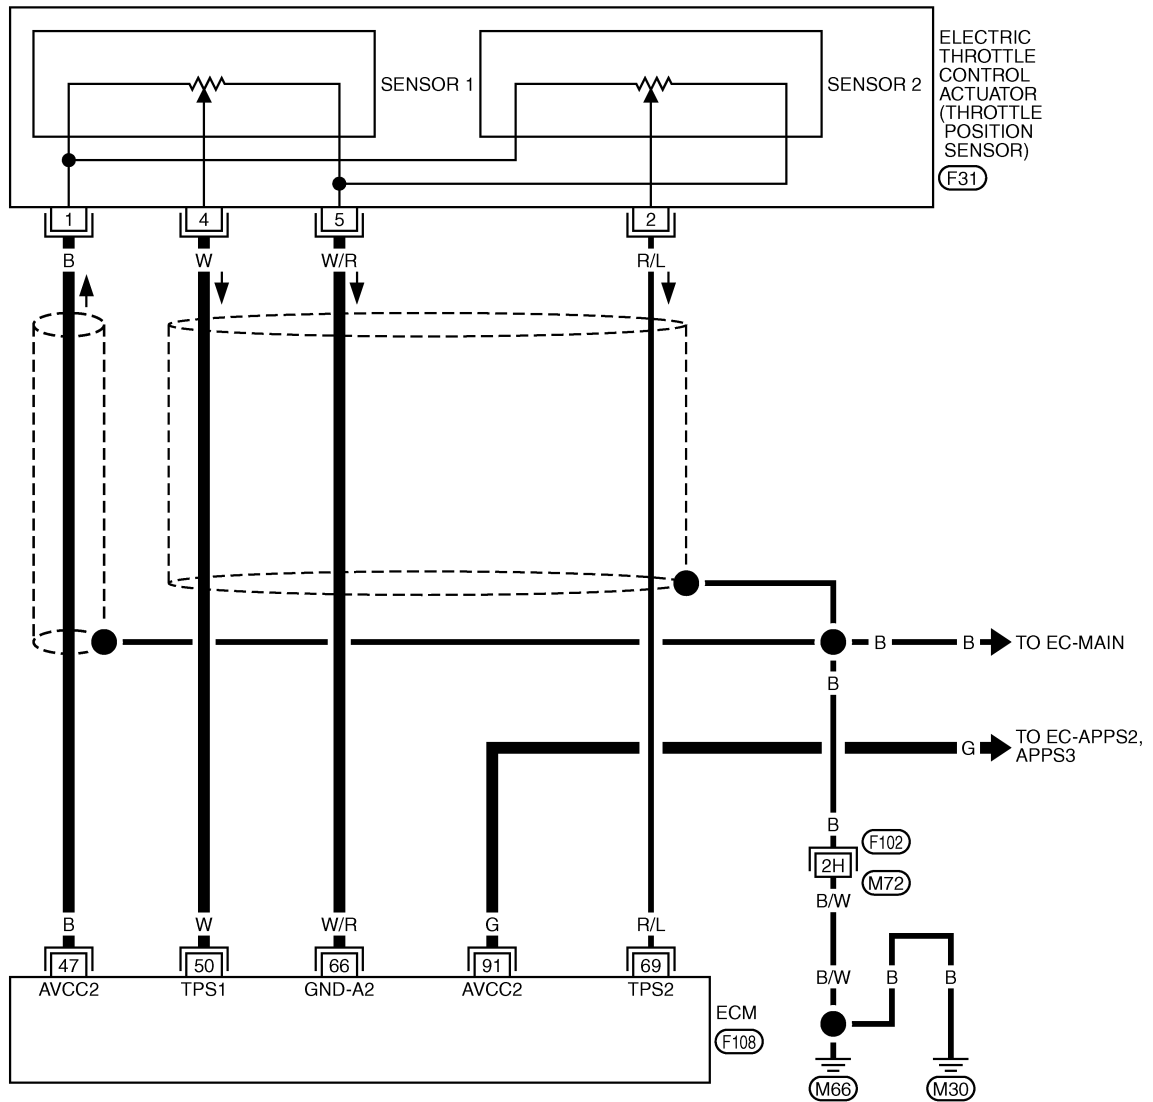 SENSOR 1
SENSOR 2
ELECTRIC
THROTTLE
CONTROL
ACTUATOR
(THROTTLE
POSITION
SENSOR)
F31
1
4
5
2
B
W
W/R
R/L
B
B
TO EC-MAIN
B
G
TO EC-APPS2,
APPS3
B
F102
2H
M72
B/W
B
W
W/R
G
R/L
47
50
66
91
69
B/W
B
B
AVCC2
TPS1
GND-A2
AVCC2
TPS2
ECM
F108
M66
M30